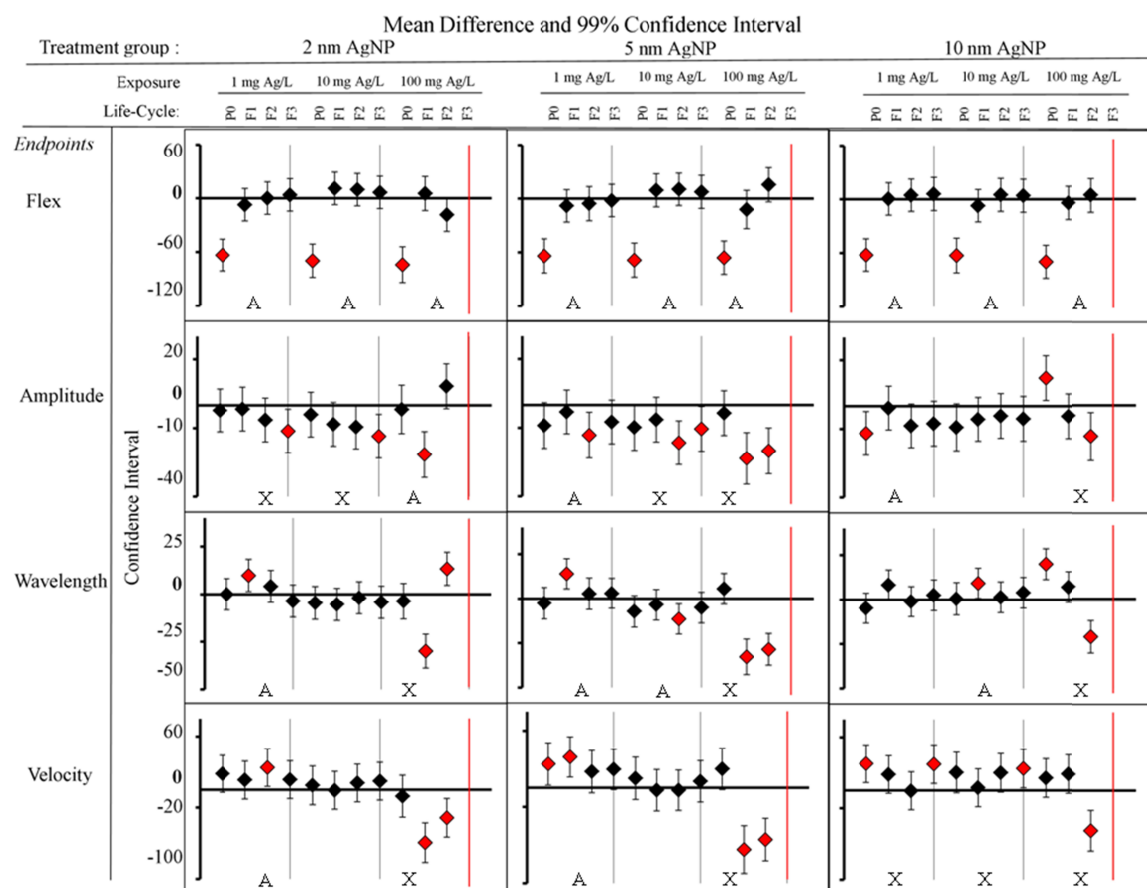 Mean Difference and 99% Confidence Interval
Treatment group : 2 nm AgNP 5 nm AgNP 10 nm AgNP
Exposure 1 mg Ag/L 10 mg Ag/L 100 mg Ag/L 1 mg Ag/L 10 mg Ag/L 100 mg Ag/L 1 mg Ag/L 10 mg Ag/L 100 mg Ag/L
Life-Cycle: P0 F1 F2 F3 P0 F1 F2 F3 P0 F1 F2 F3 P0 F1 F2 F3 P0 F1 F2 F3 P0 F1 F2 F3 P0 F1 F2 F3 P0 F1 F2 F3 P0 F1 F2 F3
Endpoints
Confidence Interval
60
Flex 0
-60
-120
A A A A A A A A A
20
Amplitude 0
-10
-40
X X A A X X A X
25
Wavelength 0
-25
-50
A X A A X A X
60
Velocity 0
-20
-100
A X A X X X X